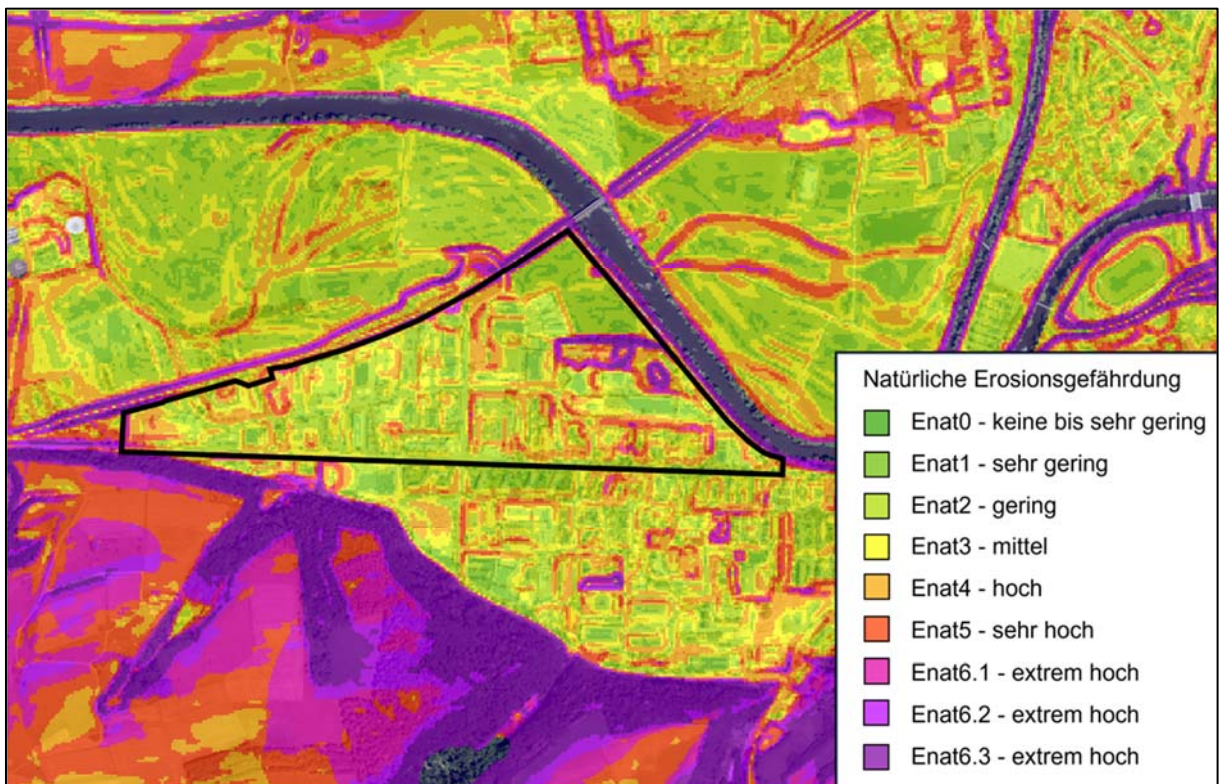 Natürliche Erosionsgefährdung
Enat0 - keine bis sehr gering
Enat1 - sehr gering
Enat2 - gering
Enat3 - mittel
Enat4 - hoch
Enat5 - sehr hoch
Enat6.1 - extrem hoch
Enat6.2 - extrem hoch
Enat6.3 - extrem hoch